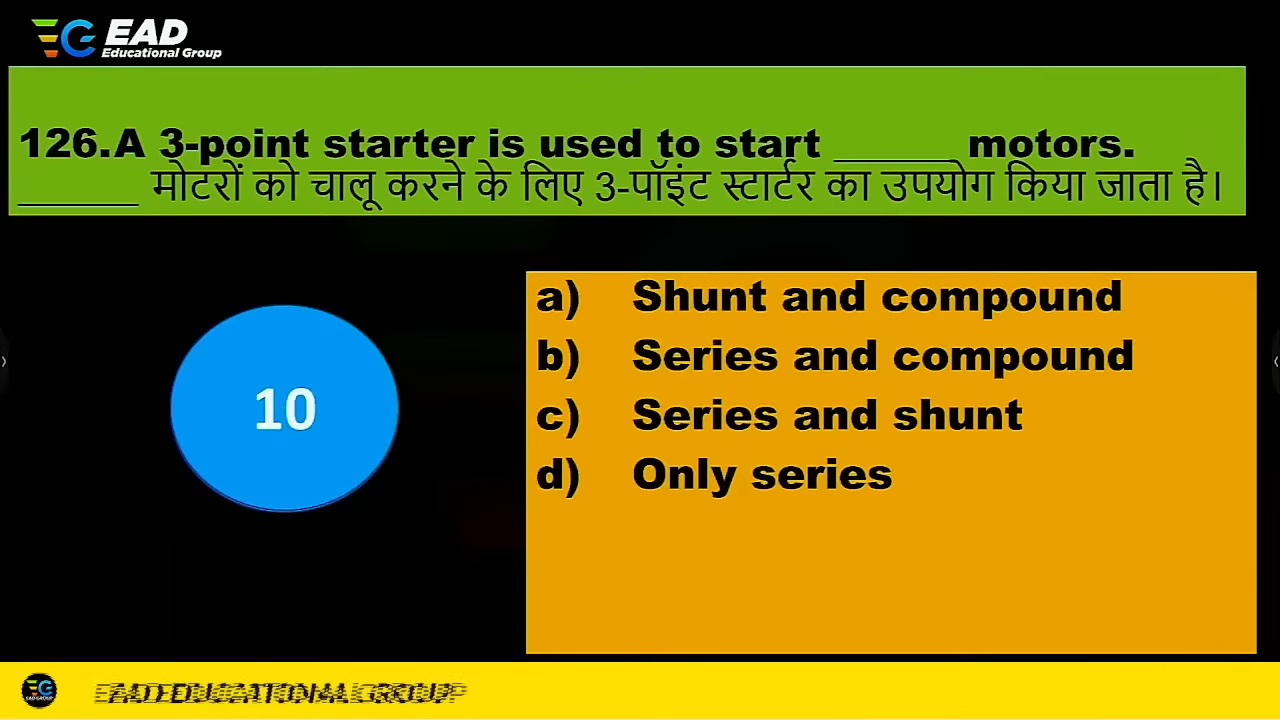 EAD
Educational Group
126.A 3-point starter is used to start ______ motors.
______ मोटरों को चालू करने के लिए 3-पॉइंट स्टार्टर का उपयोग किया जाता है।
a) Shunt and compound
b) Series and compound
c) Series and shunt
d) Only series
10
EAD GROUP